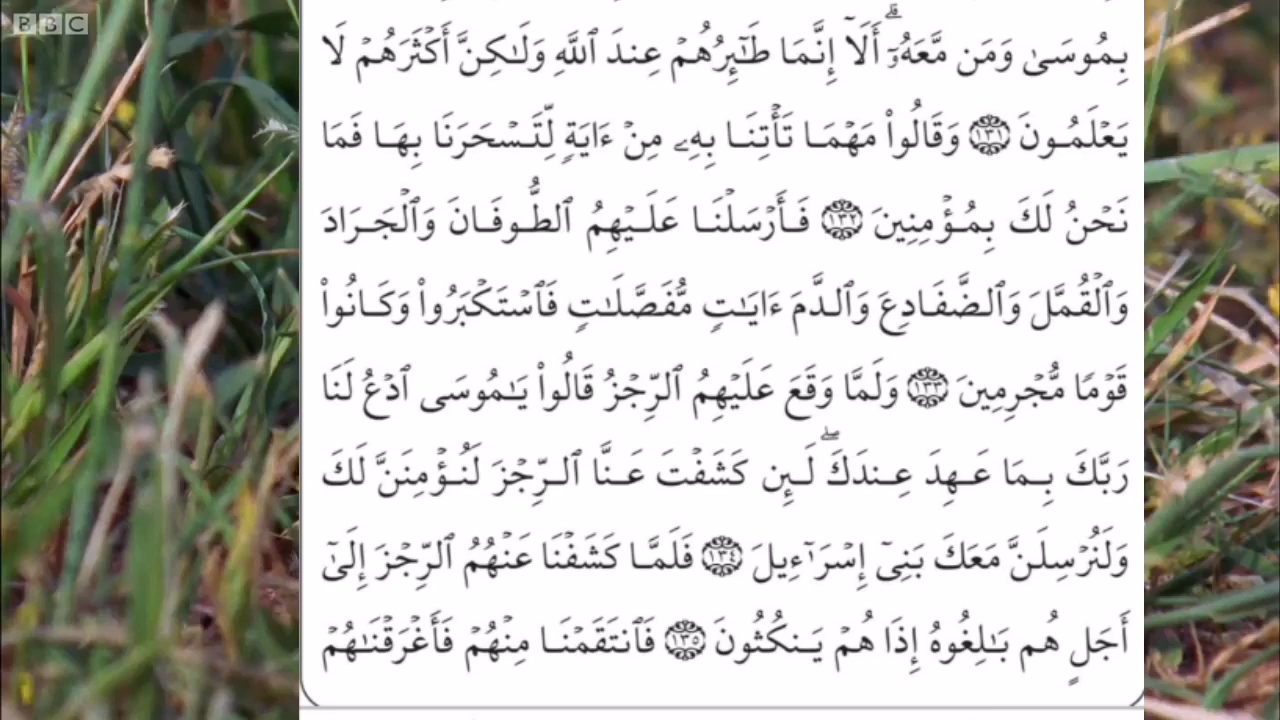 BBC
بِمُوسَىٰ وَمَن مَّعَهُۥٓۗ أَلَآ إِنَّمَا طَـٰٓئِرُهُمۡ عِندَ ٱللَّهِ وَلَـٰكِنَّ أَكۡثَرَهُمۡ لَا
يَعۡلَمُونَ ١٣١ وَقَالُواْ مَهۡمَا تَأۡتِنَا بِهِۦ مِنۡ ءَايَةٖ لِّتَسۡحَرَنَا بِهَا فَمَا
نَحۡنُ لَكَ بِمُؤۡمِنِينَ ١٣٢ فَأَرۡسَلۡنَا عَلَيۡهِمُ ٱلطُّوفَانَ وَٱلۡجَرَادَ
وَٱلۡقُمَّلَ وَٱلضَّفَادِعَ وَٱلدَّمَ ءَايَـٰتٖ مُّفَصَّلَـٰتٖ فَٱسۡتَكۡبَرُواْ وَكَانُواْ
قَوۡمٗا مُّجۡرِمِينَ ١٣٣ وَلَمَّا وَقَعَ عَلَيۡهِمُ ٱلرِّجۡزُ قَالُواْ يَـٰمُوسَى ٱدۡعُ لَنَا
رَبَّكَ بِمَا عَهِدَ عِندَكَۖ لَئِن كَشَفۡتَ عَنَّا ٱلرِّجۡزَ لَنُؤۡمِنَنَّ لَكَ
وَلَنُرۡسِلَنَّ مَعَكَ بَنِيٓ إِسۡرَـٰٓءِيلَ ١٣٤ فَلَمَّا كَشَفۡنَا عَنۡهُمُ ٱلرِّجۡزَ إِلَىٰٓ
أَجَلٍ هُم بَـٰلِغُوهُ إِذَا هُمۡ يَنكُثُونَ ١٣٥ فَٱنتَقَمۡنَا مِنۡهُمۡ فَأَغۡرَقۡنَـٰهُمۡ